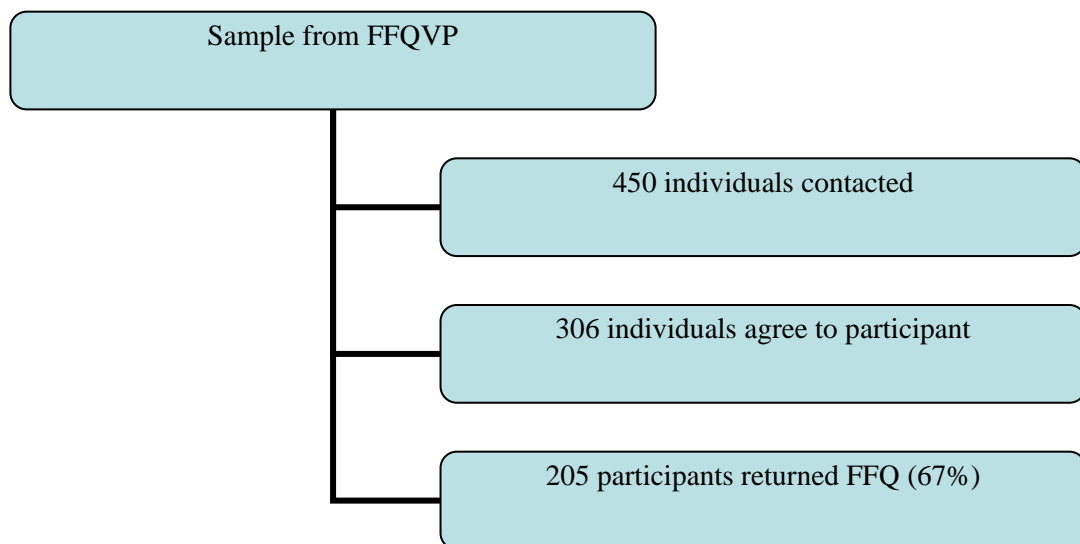 Sample from FFQVP
450 individuals contacted
306 individuals agree to participant
205 participants returned FFQ (67%)